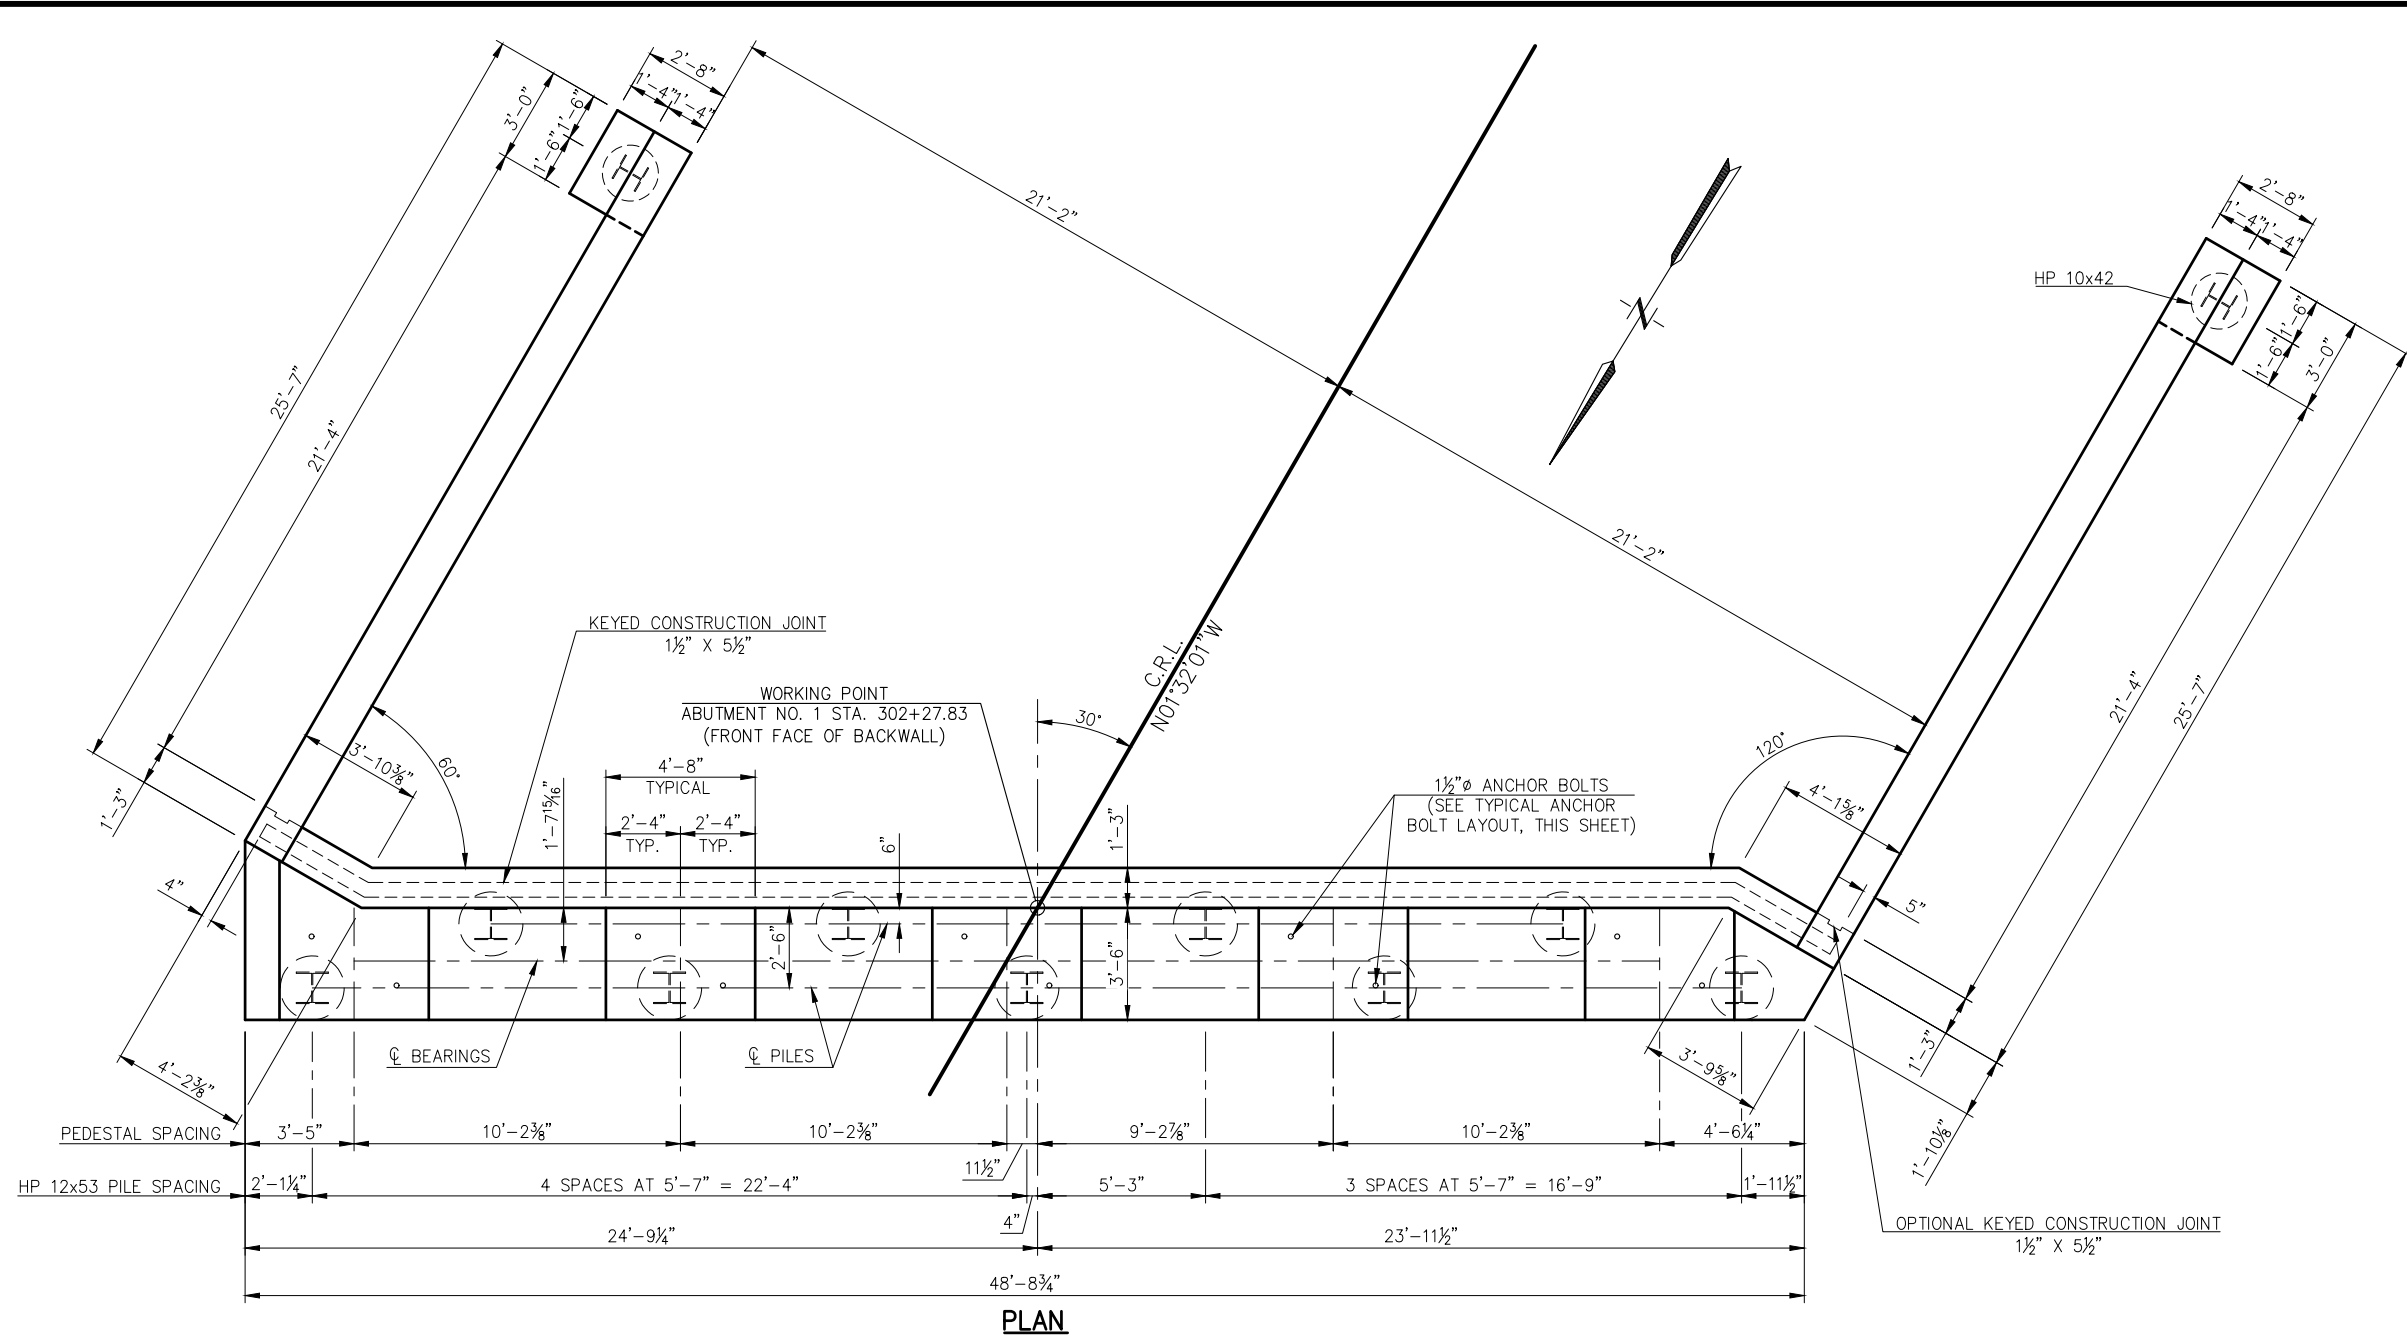 2'-8"
1'-4" 1'-4"
3'-0"
1'-6"
1'-6"
21'-2"
2'-8"
1'-4" 1'-4"
HP 10x42
1'-6"
1'-6"
3'-0"
N
25'-7"
21'-4"
21'-2"
KEYED CONSTRUCTION JOINT
1½" X 5½"
C.R.L.
N01°32'01"W
WORKING POINT
ABUTMENT NO. 1 STA. 302+27.83
(FRONT FACE OF BACKWALL)
30°
21'-4"
25'-7"
3'-10⅜"
60°
120°
4'-8"
TYPICAL
1'-7 15/16"
2'-4" 2'-4"
TYP. TYP.
6"
1'-3"
1½"ø ANCHOR BOLTS
(SEE TYPICAL ANCHOR
BOLT LAYOUT, THIS SHEET)
4'-1⅝"
1'-3"
4"
5"
2'-6"
3'-6"
℄ BEARINGS
℄ PILES
4'-2⅜"
3'-9⅝"
1'-3"
1'-10⅛"
PEDESTAL SPACING 3'-5" 10'-2⅜" 10'-2⅜" 9'-2⅞" 10'-2⅜" 4'-6¼"
11½"
HP 12x53 PILE SPACING 2'-1¼" 4 SPACES AT 5'-7" = 22'-4" 5'-3" 3 SPACES AT 5'-7" = 16'-9" 1'-11½"
4"
OPTIONAL KEYED CONSTRUCTION JOINT
1½" X 5½"
24'-9¼" 23'-11½"
48'-8¾"
PLAN